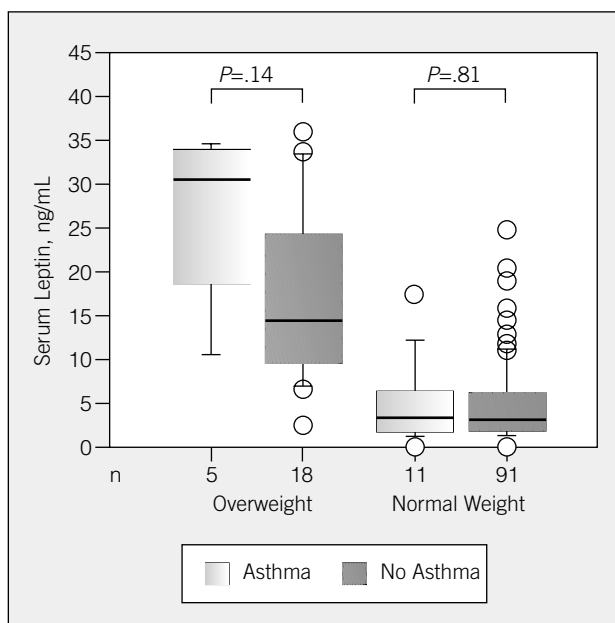 45
P=.14
P=.81
40
35
30
25
20
15
10
5
0
Serum Leptin, ng/mL
n
5
18
11
91
Overweight
Normal Weight
Asthma
No Asthma